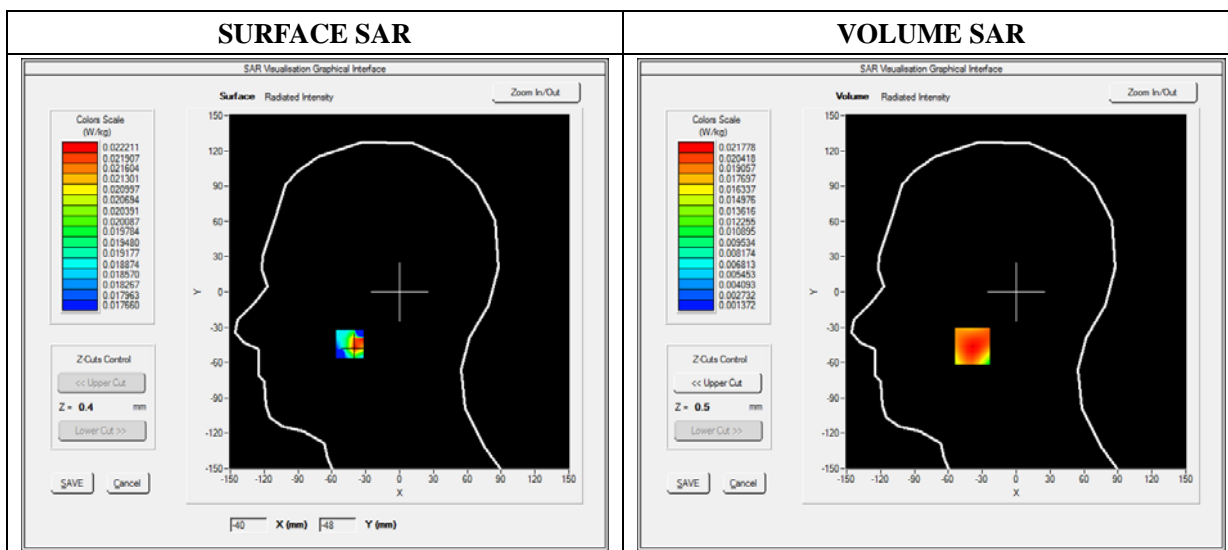 SURFACE SAR
VOLUME SAR
SAR Visualisation Graphical Interface
Surface Radiated Intensity
Zoom In/Out
Colors Scale
(W/kg)
0.022211
0.021907
0.021604
0.021301
0.020997
0.020694
0.020391
0.020087
0.019784
0.019480
0.019177
0.018874
0.018570
0.018267
0.017963
0.017660
Z-Cuts Control
<< Upper Cut
Z = 0.4 mm
Lower Cut >>
SAVE Cancel
150
120
90
60
30
0
-30
-60
-90
-120
-150
Y
-150 -120 -90 -60 -30 0 30 60 90 120 150
X
-40 X (mm) -48 Y (mm)
SAR Visualisation Graphical Interface
Volume Radiated Intensity
Zoom In/Out
Colors Scale
(W/kg)
0.021778
0.020418
0.019057
0.017697
0.016337
0.014976
0.013616
0.012255
0.010895
0.009534
0.008174
0.006813
0.005453
0.004093
0.002732
0.001372
Z-Cuts Control
<< Upper Cut
Z = 0.5 mm
Lower Cut >>
SAVE Cancel
150
120
90
60
30
0
-30
-60
-90
-120
-150
Y
-150 -120 -90 -60 -30 0 30 60 90 120 150
X